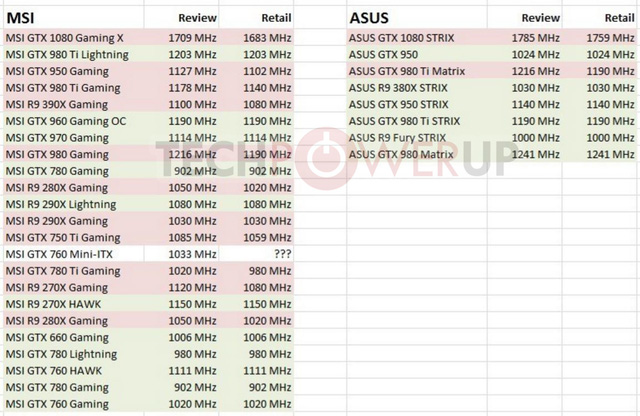 MSI Review Retail
MSI GTX 1080 Gaming X 1709 MHz 1683 MHz
MSI GTX 980 Ti Lightning 1203 MHz 1203 MHz
MSI GTX 950 Gaming 1127 MHz 1102 MHz
MSI GTX 980 Ti Gaming 1178 MHz 1140 MHz
MSI R9 390X Gaming 1100 MHz 1080 MHz
MSI GTX 960 Gaming OC 1190 MHz 1190 MHz
MSI GTX 970 Gaming 1114 MHz 1114 MHz
MSI GTX 980 Gaming 1216 MHz 1190 MHz
MSI GTX 780 Gaming 902 MHz 902 MHz
MSI R9 280X Gaming 1050 MHz 1020 MHz
MSI R9 290X Lightning 1080 MHz 1080 MHz
MSI R9 290X Gaming 1030 MHz 1030 MHz
MSI GTX 750 Ti Gaming 1085 MHz 1059 MHz
MSI GTX 760 Mini-ITX 1033 MHz ???
MSI GTX 780 Ti Gaming 1020 MHz 980 MHz
MSI R9 270X Gaming 1120 MHz 1080 MHz
MSI R9 270X HAWK 1150 MHz 1150 MHz
MSI R9 280X Gaming 1050 MHz 1020 MHz
MSI GTX 660 Gaming 1006 MHz 1006 MHz
MSI GTX 780 Lightning 980 MHz 980 MHz
MSI GTX 760 HAWK 1111 MHz 1111 MHz
MSI GTX 780 Gaming 902 MHz 902 MHz
MSI GTX 760 Gaming 1020 MHz 1020 MHz
ASUS Review Retail
ASUS GTX 1080 STRIX 1785 MHz 1759 MHz
ASUS GTX 950 1024 MHz 1024 MHz
ASUS GTX 980 Ti Matrix 1216 MHz 1190 MHz
ASUS R9 380X STRIX 1030 MHz 1030 MHz
ASUS GTX 950 STRIX 1140 MHz 1140 MHz
ASUS GTX 980 Ti STRIX 1190 MHz 1190 MHz
ASUS R9 Fury STRIX 1000 MHz 1000 MHz
ASUS GTX 980 Matrix 1241 MHz 1241 MHz
TECHPOWERUP